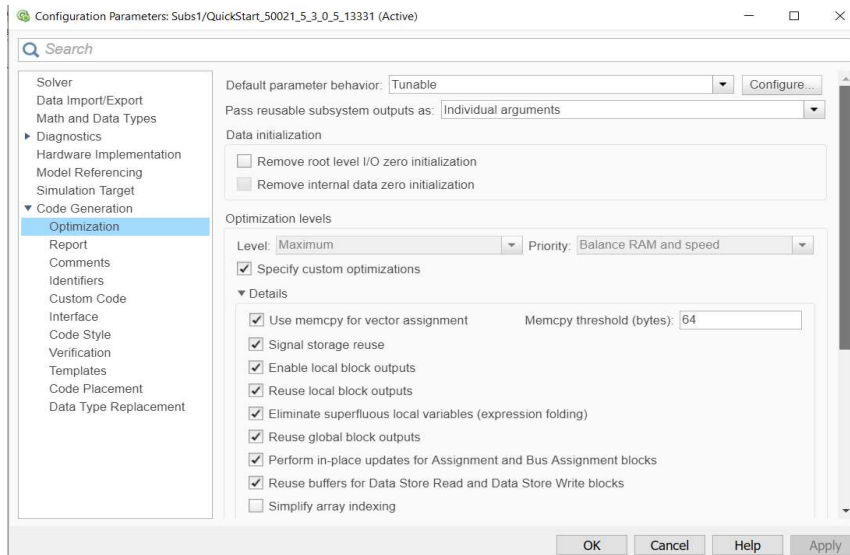 Configuration Parameters: Subs1/QuickStart_50021_5_3_0_5_13331 (Active)
Search
Solver
Data Import/Export
Math and Data Types
Diagnostics
Hardware Implementation
Model Referencing
Simulation Target
Code Generation
Optimization
Report
Comments
Identifiers
Custom Code
Interface
Code Style
Verification
Templates
Code Placement
Data Type Replacement
Default parameter behavior: Tunable Configure...
Pass reusable subsystem outputs as: Individual arguments
Data initialization
Remove root level I/O zero initialization
Remove internal data zero initialization
Optimization levels
Level: Maximum Priority: Balance RAM and speed
Specify custom optimizations
Details
Use memcpy for vector assignment Memcpy threshold (bytes): 64
Signal storage reuse
Enable local block outputs
Reuse local block outputs
Eliminate superfluous local variables (expression folding)
Reuse global block outputs
Perform in-place updates for Assignment and Bus Assignment blocks
Reuse buffers for Data Store Read and Data Store Write blocks
Simplify array indexing
OK Cancel Help Apply